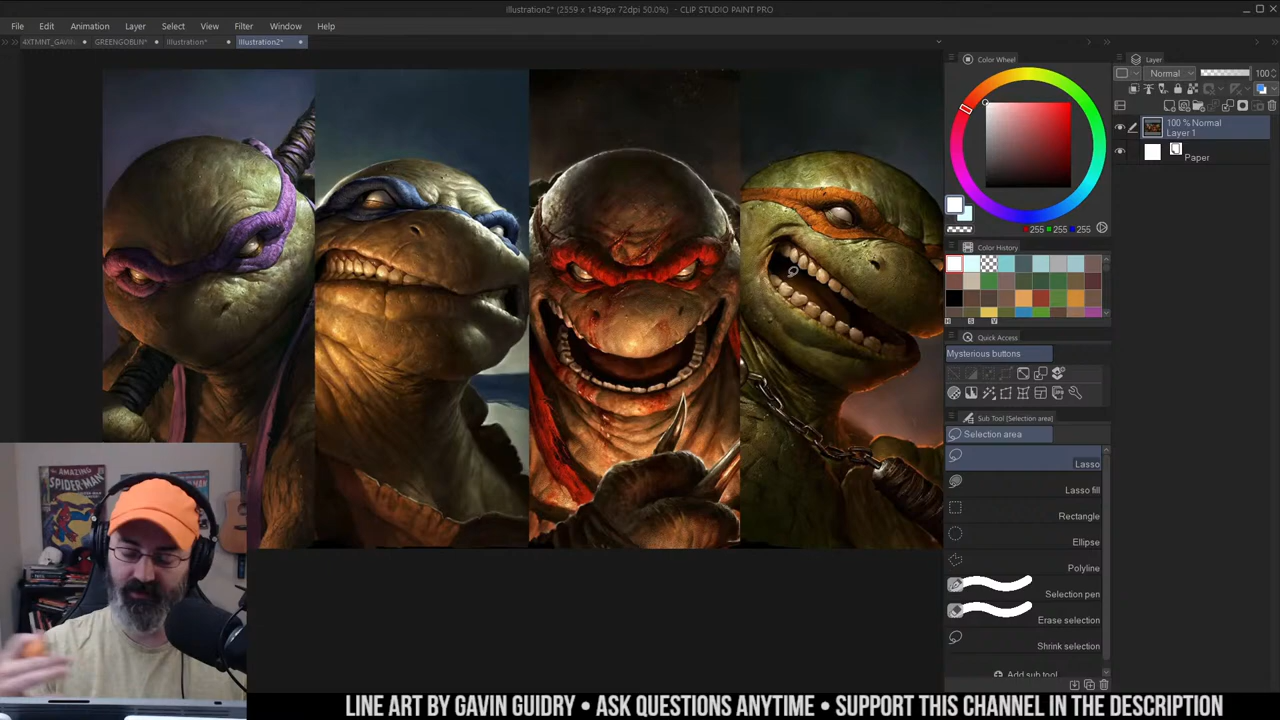 Illustration2* (2559 x 1439px 72dpi 50.0%) - CLIP STUDIO PAINT PRO
File Edit Animation Layer Select View Filter Window Help
4XTMNT_GAVIN GREENGOBLIN* Illustration* Illustration2*
Color Wheel
255 255 255
Color History
H S V
Quick Access
Mysterious buttons
Sub Tool [Selection area]
Selection area
Lasso
Lasso fill
Rectangle
Ellipse
Polyline
Selection pen
Erase selection
Shrink selection
Add sub tool
Layer
Normal 100
100 % Normal
Layer 1
Paper
AMAZING
SPIDER-MAN
LINE ART BY GAVIN GUIDRY • ASK QUESTIONS ANYTIME • SUPPORT THIS CHANNEL IN THE DESCRIPTION